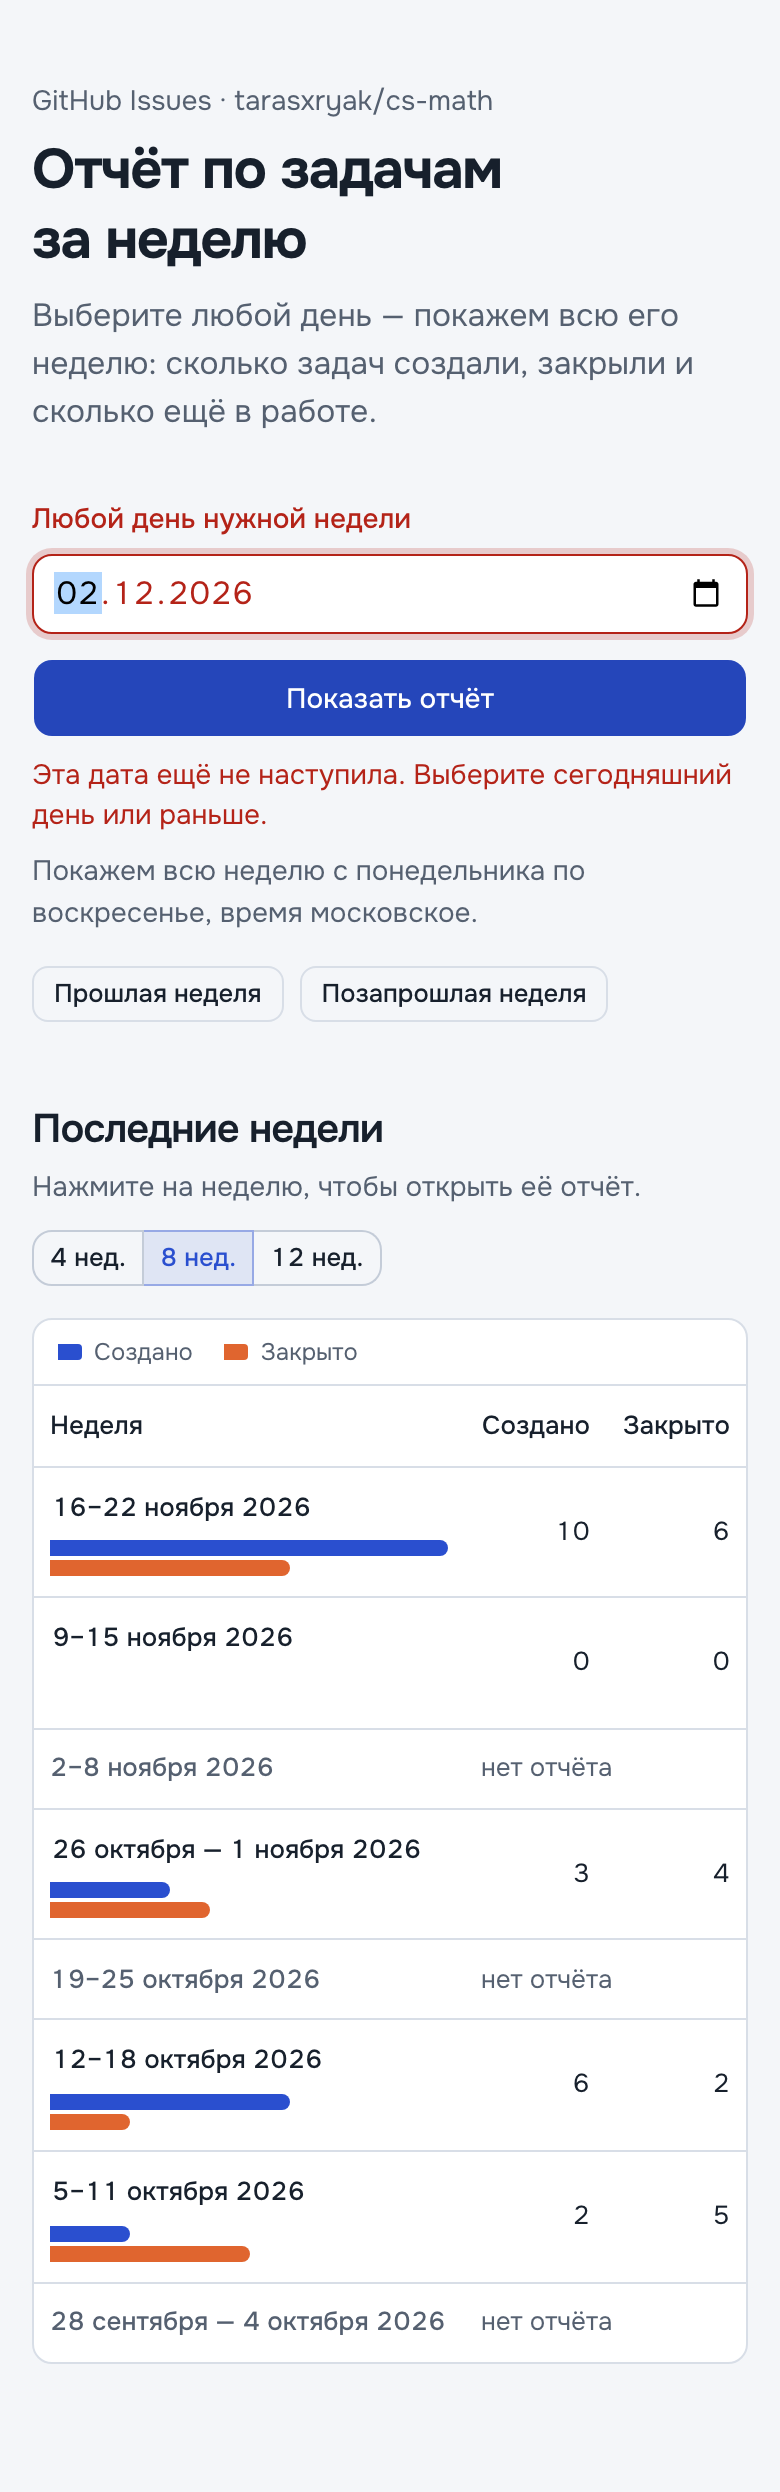 GitHub Issues · tarasxryak/cs-math
Отчёт по задачам
за неделю
Выберите любой день — покажем всю его
неделю: сколько задач создали, закрыли и
сколько ещё в работе.
Любой день нужной недели
02.12.2026
Показать отчёт
Эта дата ещё не наступила. Выберите сегодняшний
день или раньше.
Покажем всю неделю с понедельника по
воскресенье, время московское.
Прошлая неделя Позапрошлая неделя
Последние недели
Нажмите на неделю, чтобы открыть её отчёт.
4 нед. 8 нед. 12 нед.
Создано Закрыто
Неделя Создано Закрыто
16–22 ноября 2026 10 6
9–15 ноября 2026 0 0
2–8 ноября 2026 нет отчёта
26 октября — 1 ноября 2026 3 4
19–25 октября 2026 нет отчёта
12–18 октября 2026 6 2
5–11 октября 2026 2 5
28 сентября — 4 октября 2026 нет отчёта